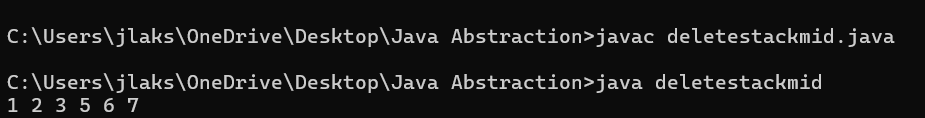 C:\Users\jlaks\OneDrive\Desktop\Java Abstraction>javac deletestackmid.java
C:\Users\jlaks\OneDrive\Desktop\Java Abstraction>java deletestackmid
1 2 3 5 6 7